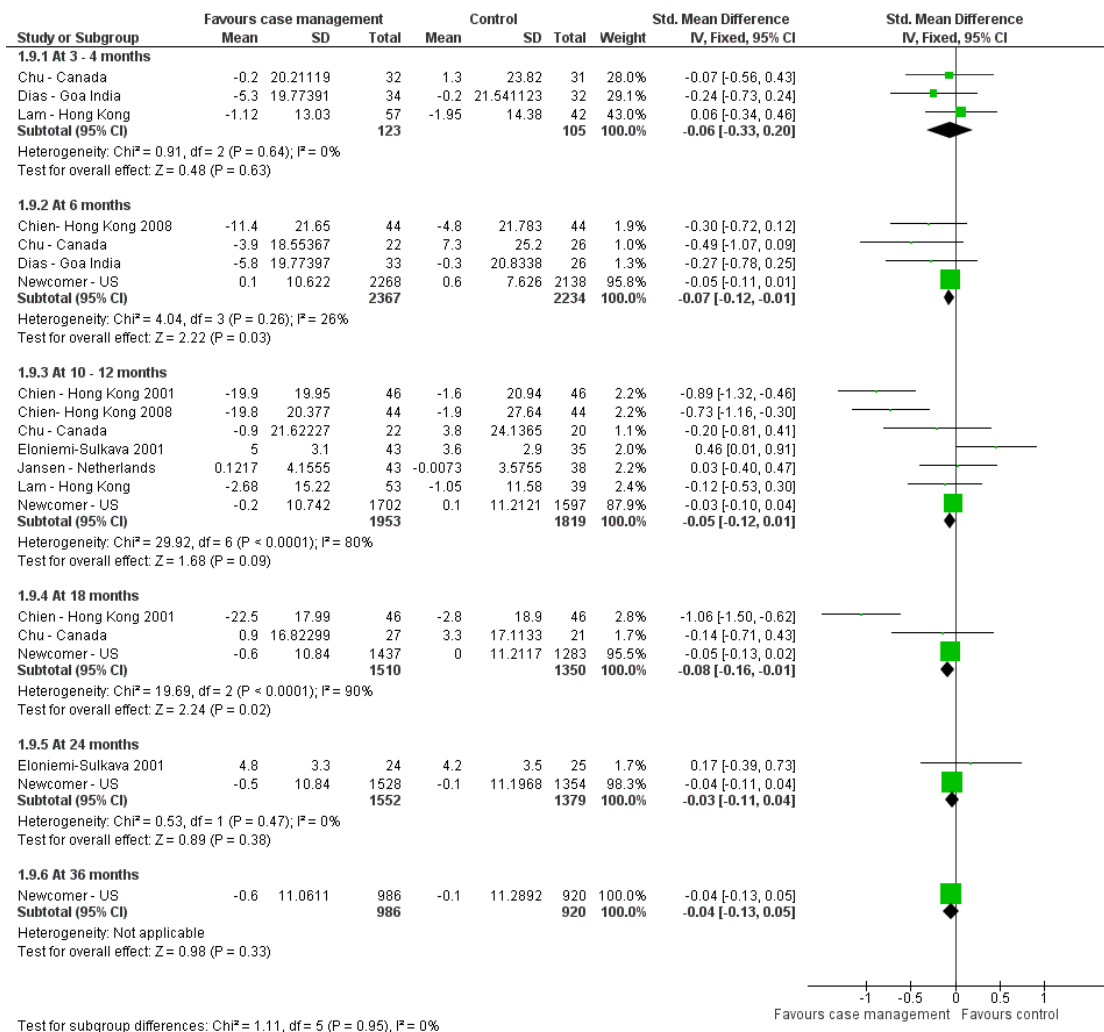 Favours case management Control Std. Mean Difference Std. Mean Difference
Study or Subgroup Mean SD Total Mean SD Total Weight IV, Fixed, 95% CI IV, Fixed, 95% CI
1.9.1 At 3 - 4 months
Chu - Canada -0.2 20.21119 32 1.3 23.82 31 28.0% -0.07 [-0.56, 0.43]
Dias - Goa India -5.3 19.77391 34 -0.2 21.541123 32 29.1% -0.24 [-0.73, 0.24]
Lam - Hong Kong -1.12 13.03 57 -1.95 14.38 42 43.0% 0.06 [-0.34, 0.46]
Subtotal (95% CI) 123 105 100.0% -0.06 [-0.33, 0.20]
Heterogeneity: Chi² = 0.91, df = 2 (P = 0.64); I² = 0%
Test for overall effect: Z = 0.48 (P = 0.63)
1.9.2 At 6 months
Chien- Hong Kong 2008 -11.4 21.65 44 -4.8 21.783 44 1.9% -0.30 [-0.72, 0.12]
Chu - Canada -3.9 18.55367 22 7.3 25.2 26 1.0% -0.49 [-1.07, 0.09]
Dias - Goa India -5.8 19.77397 33 -0.3 20.8338 26 1.3% -0.27 [-0.78, 0.25]
Newcomer - US 0.1 10.622 2268 0.6 7.626 2138 95.8% -0.05 [-0.11, 0.01]
Subtotal (95% CI) 2367 2234 100.0% -0.07 [-0.12, -0.01]
Heterogeneity: Chi² = 4.04, df = 3 (P = 0.26); I² = 26%
Test for overall effect: Z = 2.22 (P = 0.03)
1.9.3 At 10 - 12 months
Chien - Hong Kong 2001 -19.9 19.95 46 -1.6 20.94 46 2.2% -0.89 [-1.32, -0.46]
Chien- Hong Kong 2008 -19.8 20.377 44 -1.9 27.64 44 2.2% -0.73 [-1.16, -0.30]
Chu - Canada -0.9 21.62227 22 3.8 24.1365 20 1.1% -0.20 [-0.81, 0.41]
Eloniemi-Sulkava 2001 5 3.1 43 3.6 2.9 35 2.0% 0.46 [0.01, 0.91]
Jansen - Netherlands 0.1217 4.1555 43 -0.0073 3.5755 38 2.2% 0.03 [-0.40, 0.47]
Lam - Hong Kong -2.68 15.22 53 -1.05 11.58 39 2.4% -0.12 [-0.53, 0.30]
Newcomer - US -0.2 10.742 1702 0.1 11.2121 1597 87.9% -0.03 [-0.10, 0.04]
Subtotal (95% CI) 1953 1819 100.0% -0.05 [-0.12, 0.01]
Heterogeneity: Chi² = 29.92, df = 6 (P < 0.0001); I² = 80%
Test for overall effect: Z = 1.68 (P = 0.09)
1.9.4 At 18 months
Chien - Hong Kong 2001 -22.5 17.99 46 -2.8 18.9 46 2.8% -1.06 [-1.50, -0.62]
Chu - Canada 0.9 16.82299 27 3.3 17.1133 21 1.7% -0.14 [-0.71, 0.43]
Newcomer - US -0.6 10.84 1437 0 11.2117 1283 95.5% -0.05 [-0.13, 0.02]
Subtotal (95% CI) 1510 1350 100.0% -0.08 [-0.16, -0.01]
Heterogeneity: Chi² = 19.69, df = 2 (P < 0.0001); I² = 90%
Test for overall effect: Z = 2.24 (P = 0.02)
1.9.5 At 24 months
Eloniemi-Sulkava 2001 4.8 3.3 24 4.2 3.5 25 1.7% 0.17 [-0.39, 0.73]
Newcomer - US -0.5 10.84 1528 -0.1 11.1968 1354 98.3% -0.04 [-0.11, 0.04]
Subtotal (95% CI) 1552 1379 100.0% -0.03 [-0.11, 0.04]
Heterogeneity: Chi² = 0.53, df = 1 (P = 0.47); I² = 0%
Test for overall effect: Z = 0.89 (P = 0.38)
1.9.6 At 36 months
Newcomer - US -0.6 11.0611 986 -0.1 11.2892 920 100.0% -0.04 [-0.13, 0.05]
Subtotal (95% CI) 986 920 100.0% -0.04 [-0.13, 0.05]
Heterogeneity: Not applicable
Test for overall effect: Z = 0.98 (P = 0.33)
-1 -0.5 0 0.5 1
Favours case management Favours control
Test for subgroup differences: Chi² = 1.11, df = 5 (P = 0.95), I² = 0%